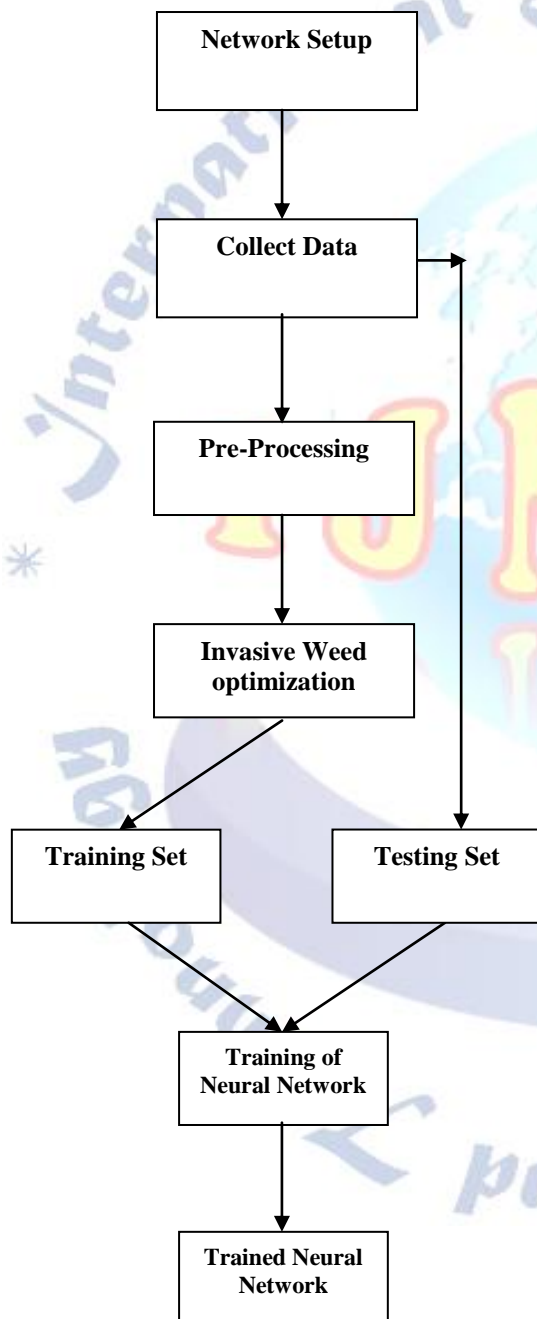 Network Setup
Collect Data
Pre-Processing
Invasive Weed
optimization
Training Set
Testing Set
Training of
Neural Network
Trained Neural
Network